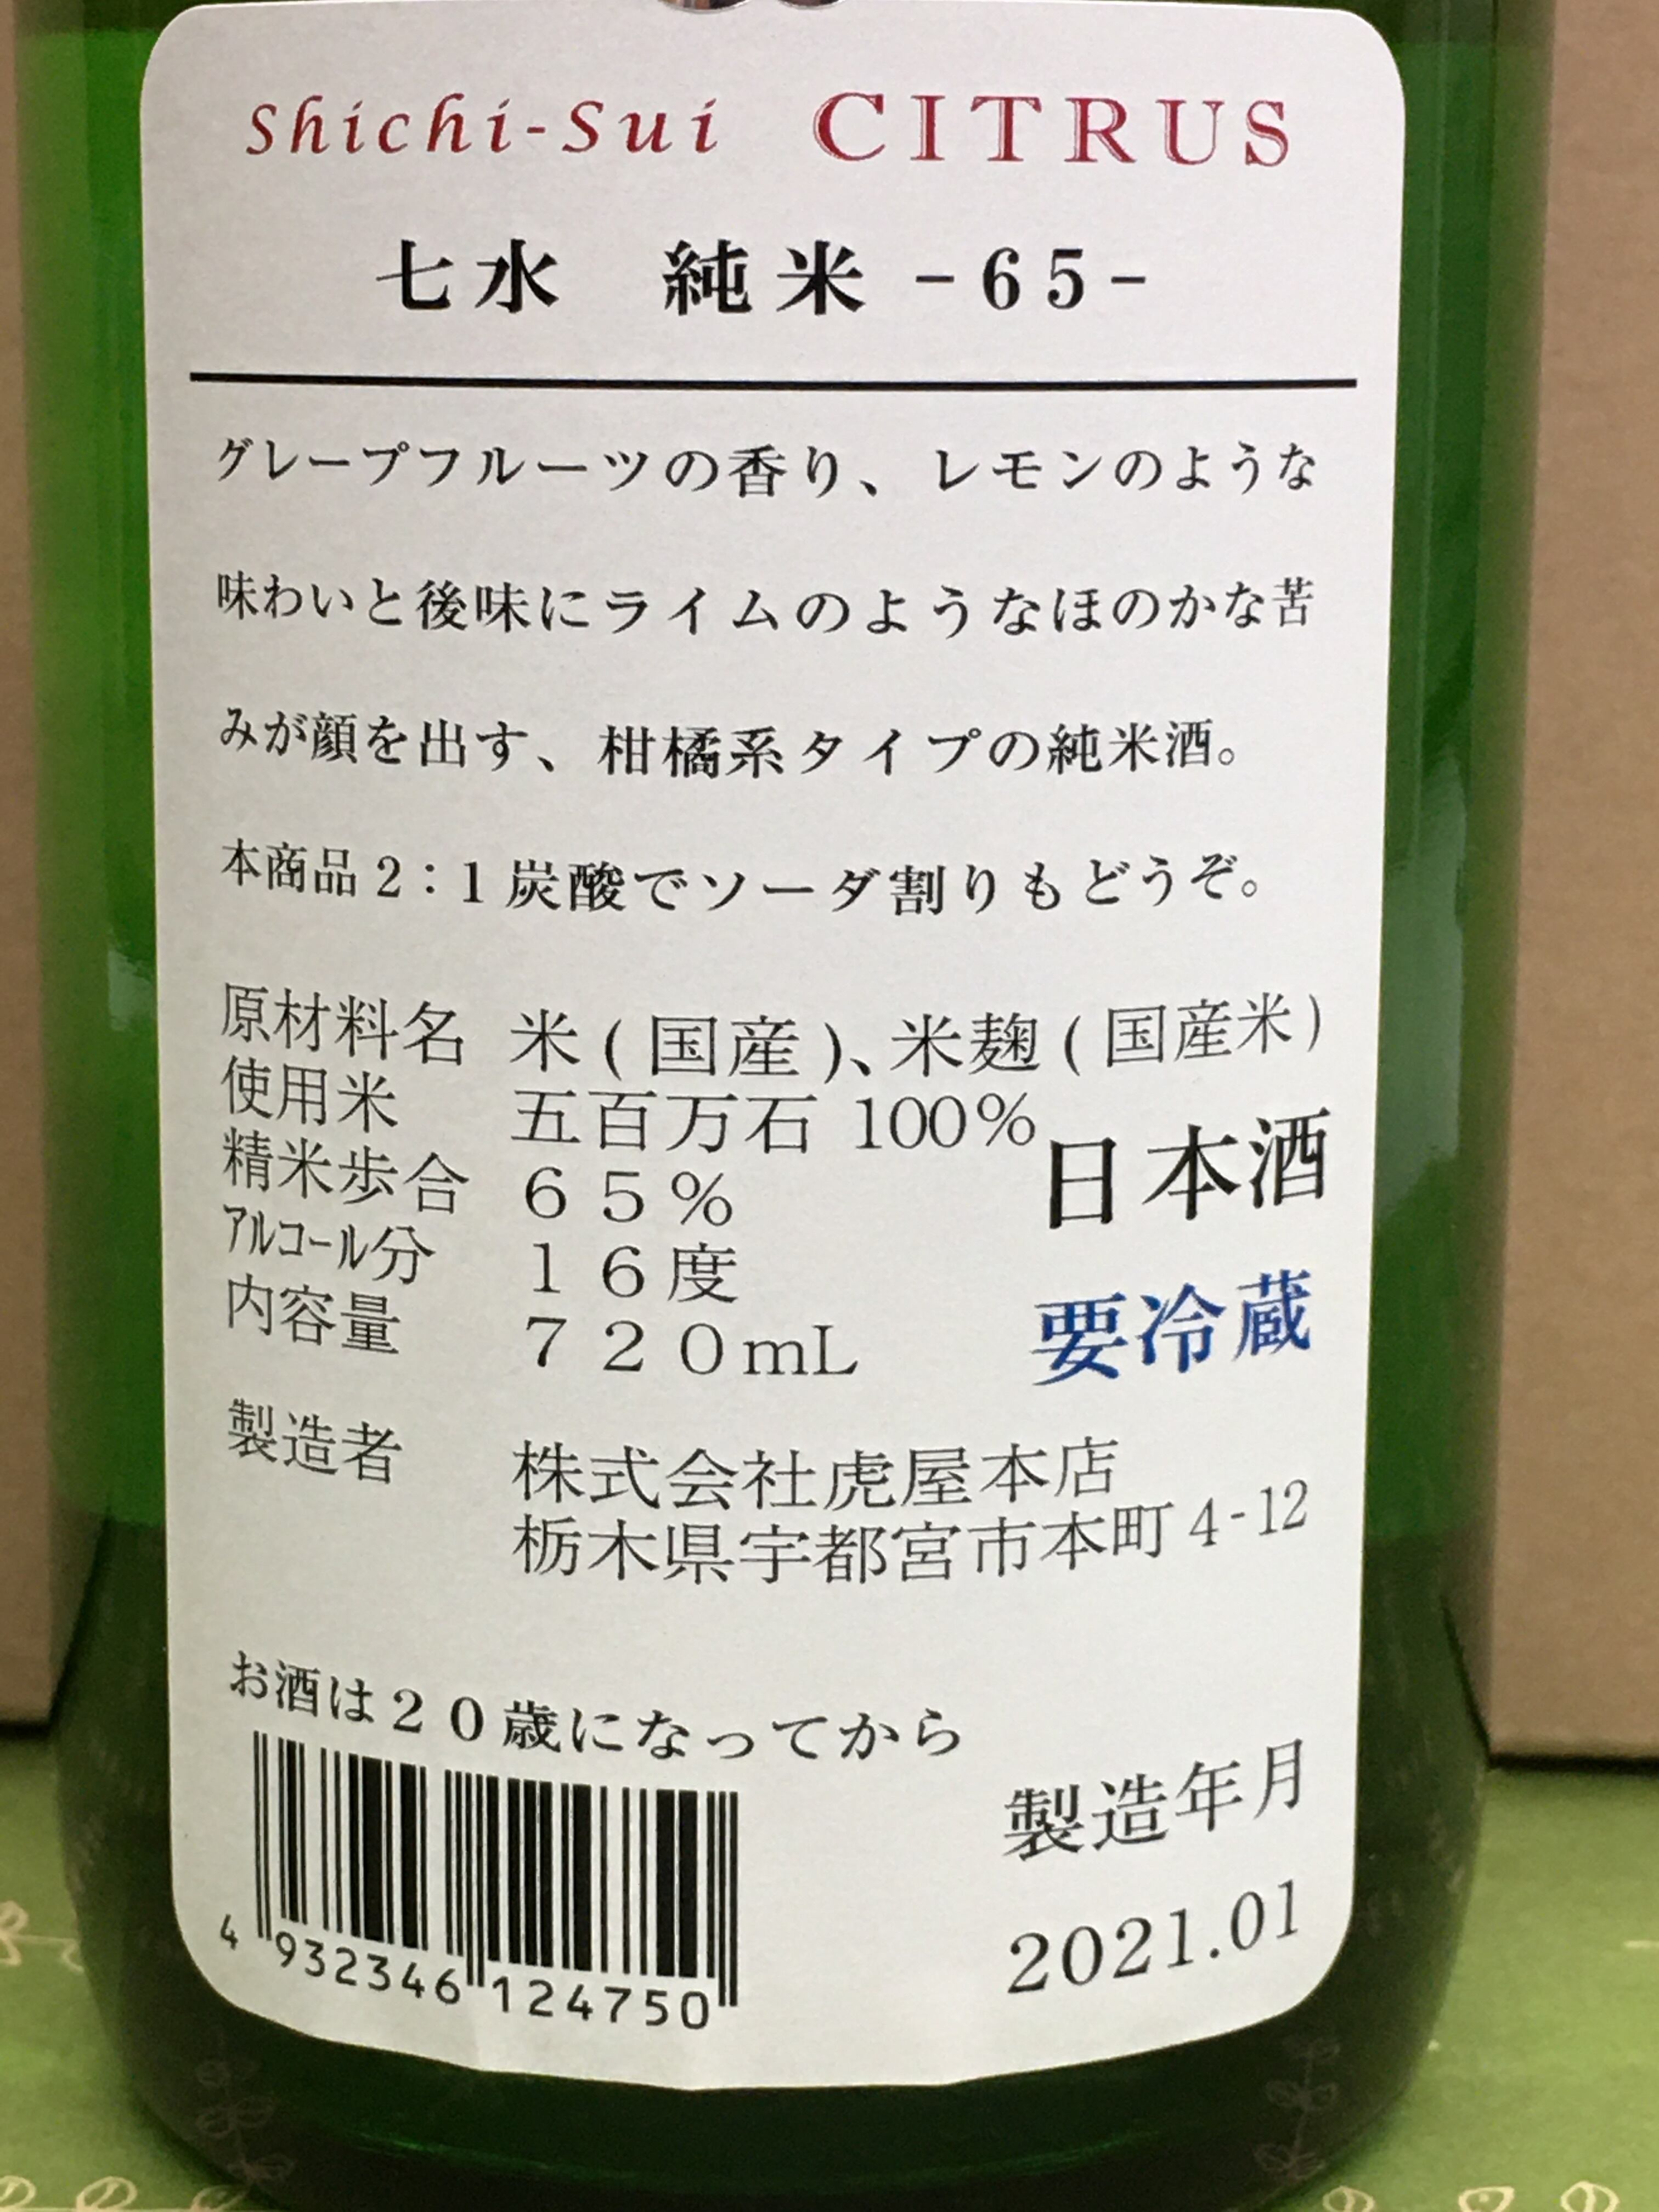 Shichi-Sui CITRUS
七水 純米 -65-
グレープフルーツの香り、レモンのような
味わいと後味にライムのようなほのかな苦
みが顔を出す、柑橘系タイプの純米酒。
本商品2:1炭酸でソーダ割りもどうぞ。
原材料名 米(国産)、米麹(国産米)
使用米 五百万石 100%
精米歩合 65%
アルコール分 16度
内容量 720mL
日本酒
要冷蔵
製造者 株式会社虎屋本店
栃木県宇都宮市本町4-12
お酒は20歳になってから
4 932346 124750
製造年月
2021.01